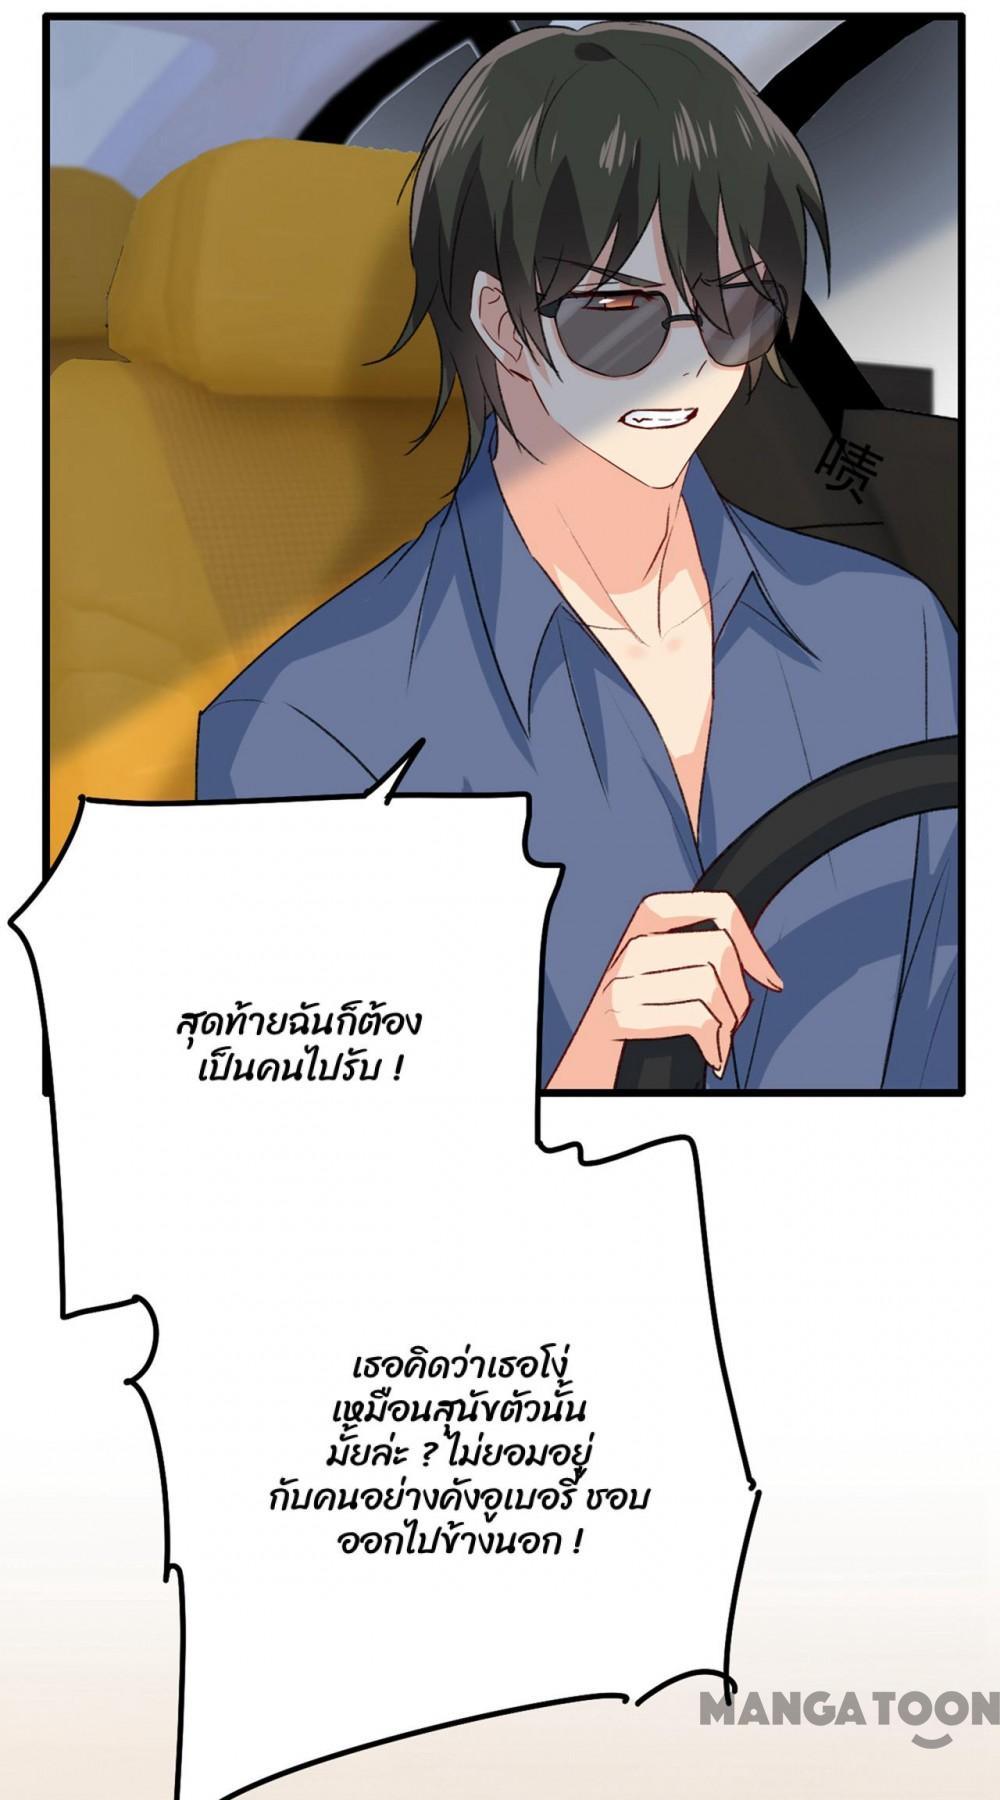 啧
สุดท้ายฉันก็ต้อง
เป็นคนไปรับ !
เธอคิดว่าเธอโง่
เหมือนสุนัขตัวนั้น
มั้ยล่ะ ? ไม่ยอมอยู่
กับคนอย่างคังอูเบอรี่ ชอบ
ออกไปข้างนอก !
MANGATOON